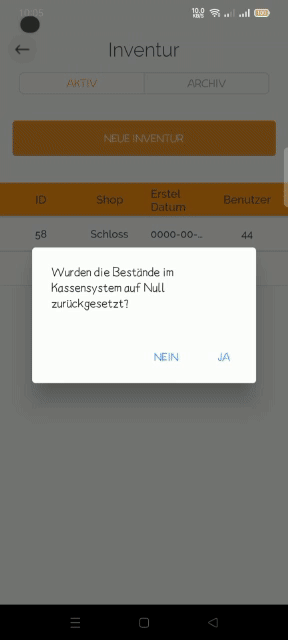 10:55
10.0
KB/S
Inventur
AKTIV
ARCHIV
NEUE INVENTUR
ID Shop Erstel Datum Benutzer
58 Schloss 0000-00-... 44
Wurden die Bestände im
Kassensystem auf Null
zurückgesetzt?
NEIN JA